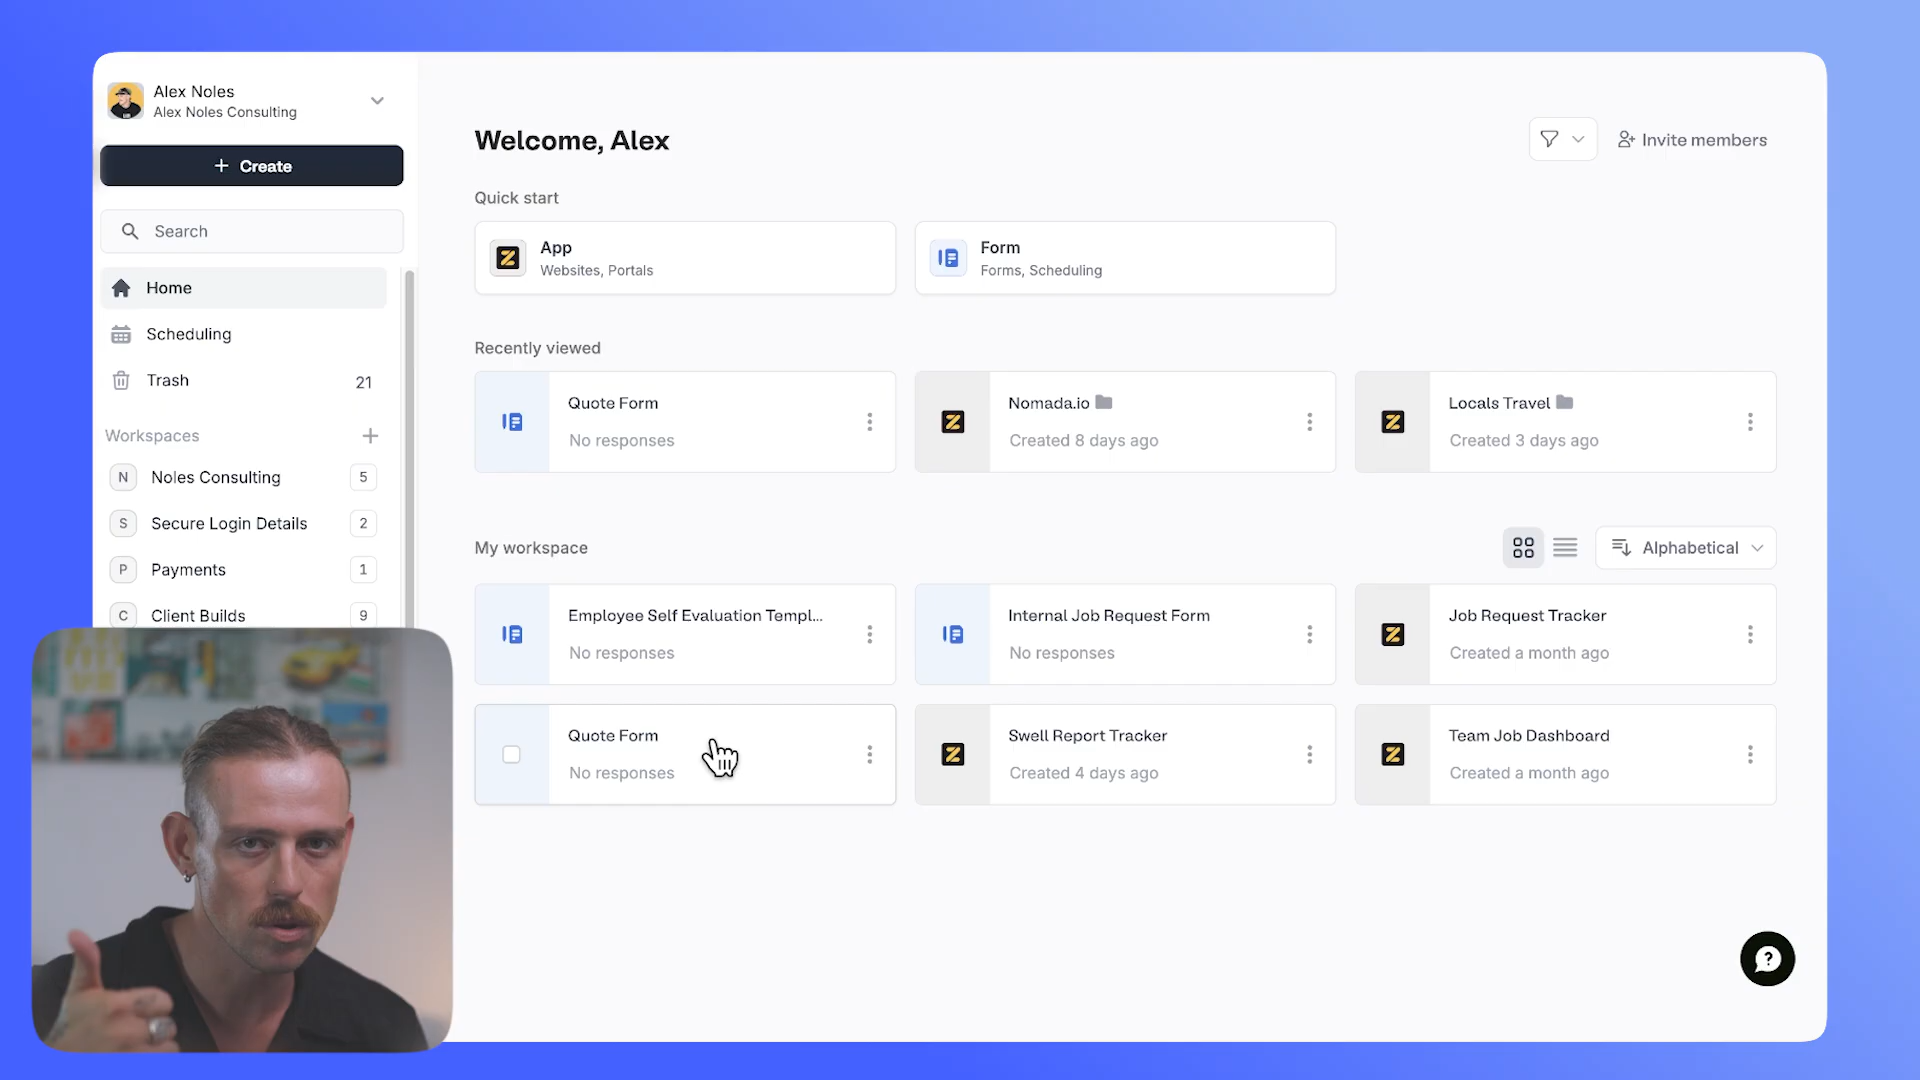 Alex Noles
Alex Noles Consulting
+ Create
Search
Home
Scheduling
Trash 21
Workspaces +
N Noles Consulting 5
S Secure Login Details 2
P Payments 1
C Client Builds 9
Welcome, Alex
Invite members
Quick start
App
Websites, Portals
Form
Forms, Scheduling
Recently viewed
Quote Form
No responses
Nomada.io
Created 8 days ago
Locals Travel
Created 3 days ago
My workspace
Alphabetical
Employee Self Evaluation Templ...
No responses
Internal Job Request Form
No responses
Job Request Tracker
Created a month ago
Quote Form
No responses
Swell Report Tracker
Created 4 days ago
Team Job Dashboard
Created a month ago